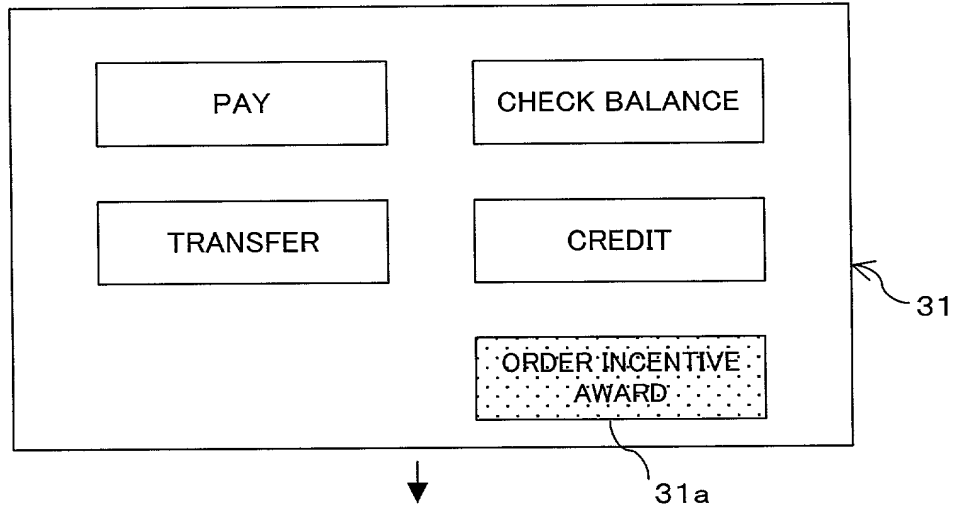 PAY
CHECK BALANCE
TRANSFER
CREDIT
31
ORDER INCENTIVE
AWARD
31a